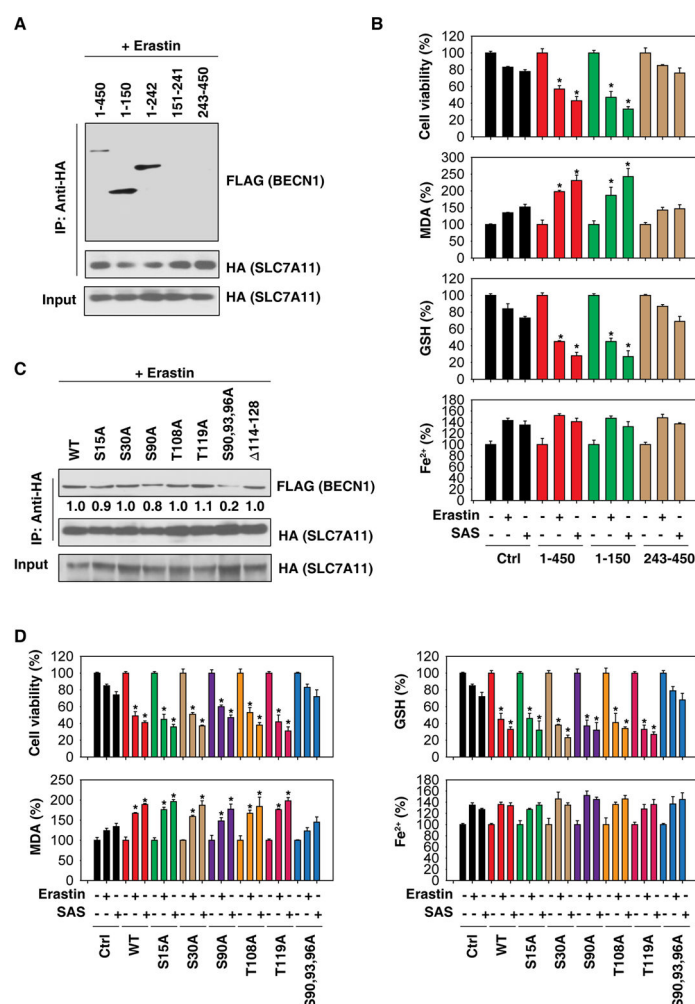 A
+ Erastin
1-450
1-150
1-242
151-241
243-450
IP: Anti-HA
FLAG (BECN1)
HA (SLC7A11)
Input
HA (SLC7A11)
B
Cell viability (%)
120
100
80
60
40
20
0
* * * *
MDA (%)
300
250
200
150
100
50
0
* * * *
GSH (%)
120
100
80
60
40
20
0
* * * *
Fe²⁺ (%)
160
140
120
100
80
60
40
20
0
Erastin - + - - + - - + - - + -
SAS - - + - - + - - + - - +
Ctrl 1-450 1-150 243-450
C
+ Erastin
WT
S15A
S30A
S90A
T108A
T119A
S90,93,96A
Δ114-128
IP: Anti-HA
FLAG (BECN1)
1.0 0.9 1.0 0.8 1.0 1.1 0.2 1.0
HA (SLC7A11)
Input
HA (SLC7A11)
D
Cell viability (%)
120
100
80
60
40
20
0
* * * * * * * * * * * *
MDA (%)
250
200
150
100
50
0
* * * * * * * * * * * *
Erastin - + - - + - - + - - + - - + - - + - - + - - + -
SAS - - + - - + - - + - - + - - + - - + - - + - - +
Ctrl
WT
S15A
S30A
S90A
T108A
T119A
S90,93,96A
GSH (%)
120
100
80
60
40
20
0
* * * * * * * * * * * *
Fe²⁺ (%)
160
140
120
100
80
60
40
20
0
Erastin - + - - + - - + - - + - - + - - + - - + - - + -
SAS - - + - - + - - + - - + - - + - - + - - + - - +
Ctrl
WT
S15A
S30A
S90A
T108A
T119A
S90,93,96A